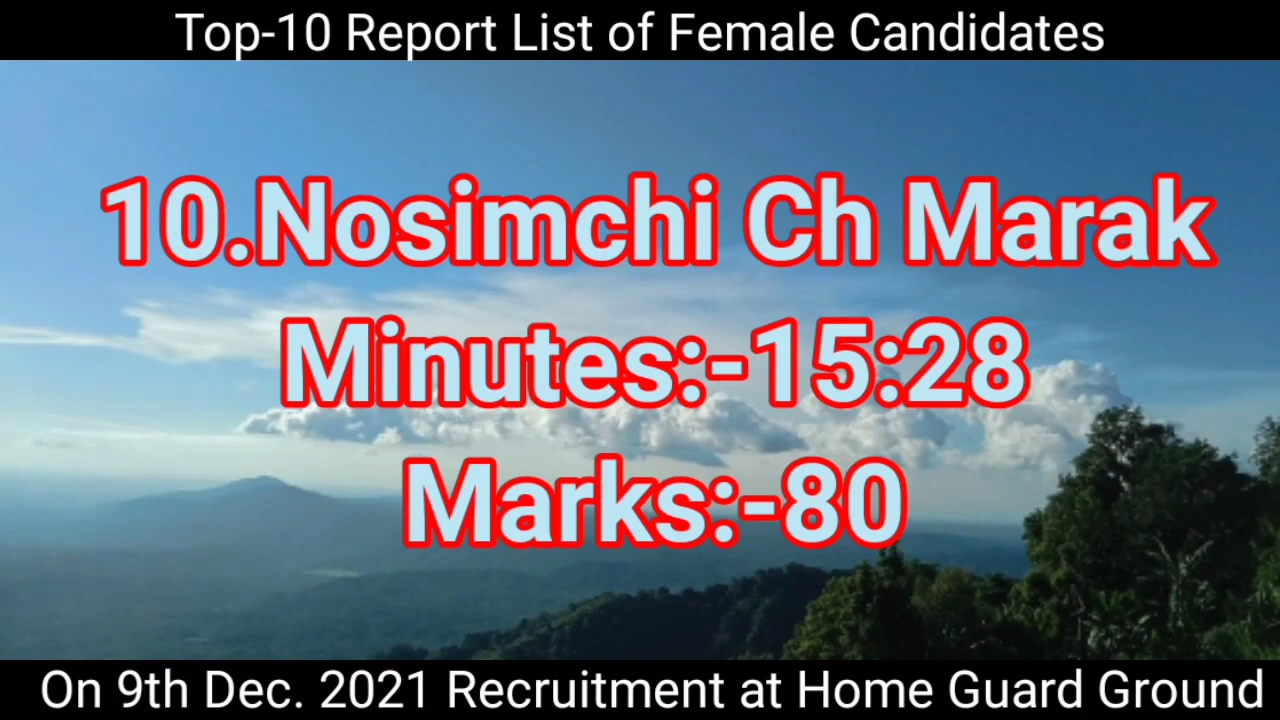 Top-10 Report List of Female Candidates
10.Nosimchi Ch Marak
Minutes:-15:28
Marks:-80
On 9th Dec. 2021 Recruitment at Home Guard Ground